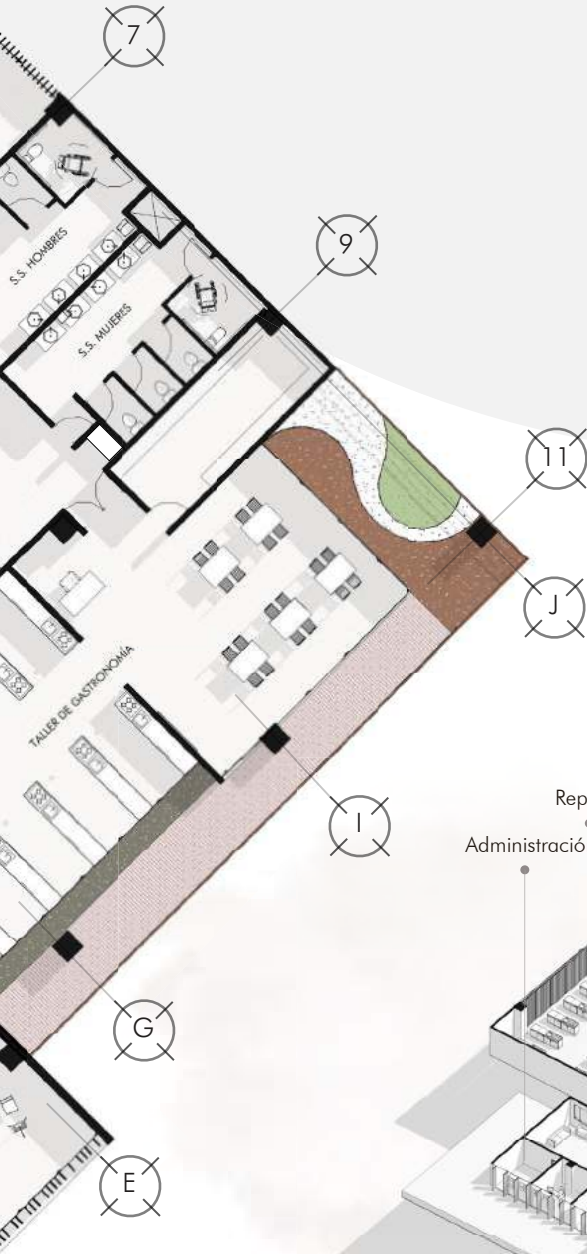 7
S.S. HOMBRES
9
S.S. MUJERES
11
J
TALLER DE GASTRONOMÍA
Rep
I
Administració
G
E